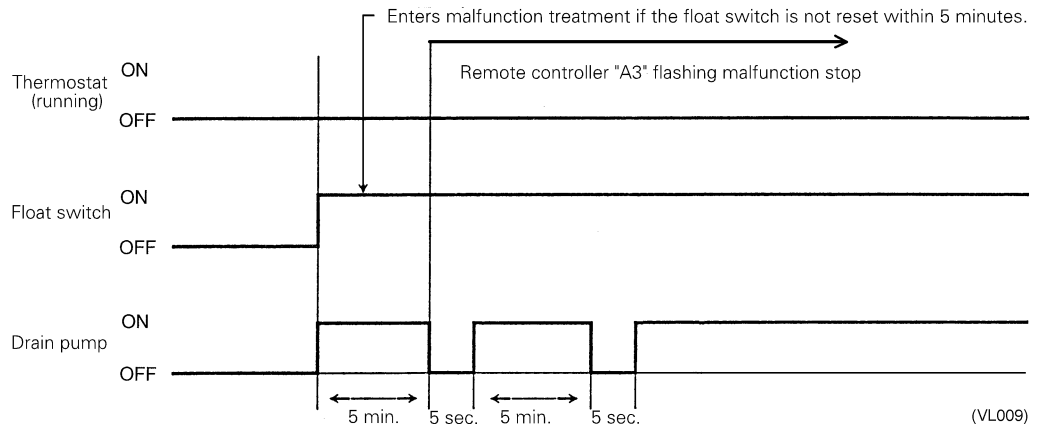 Enters malfunction treatment if the float switch is not reset within 5 minutes.
Remote controller "A3" flashing malfunction stop
Thermostat
(running)
ON
OFF
Float switch
ON
OFF
Drain pump
ON
OFF
5 min.
5 sec.
5 min.
5 sec.
(VL009)